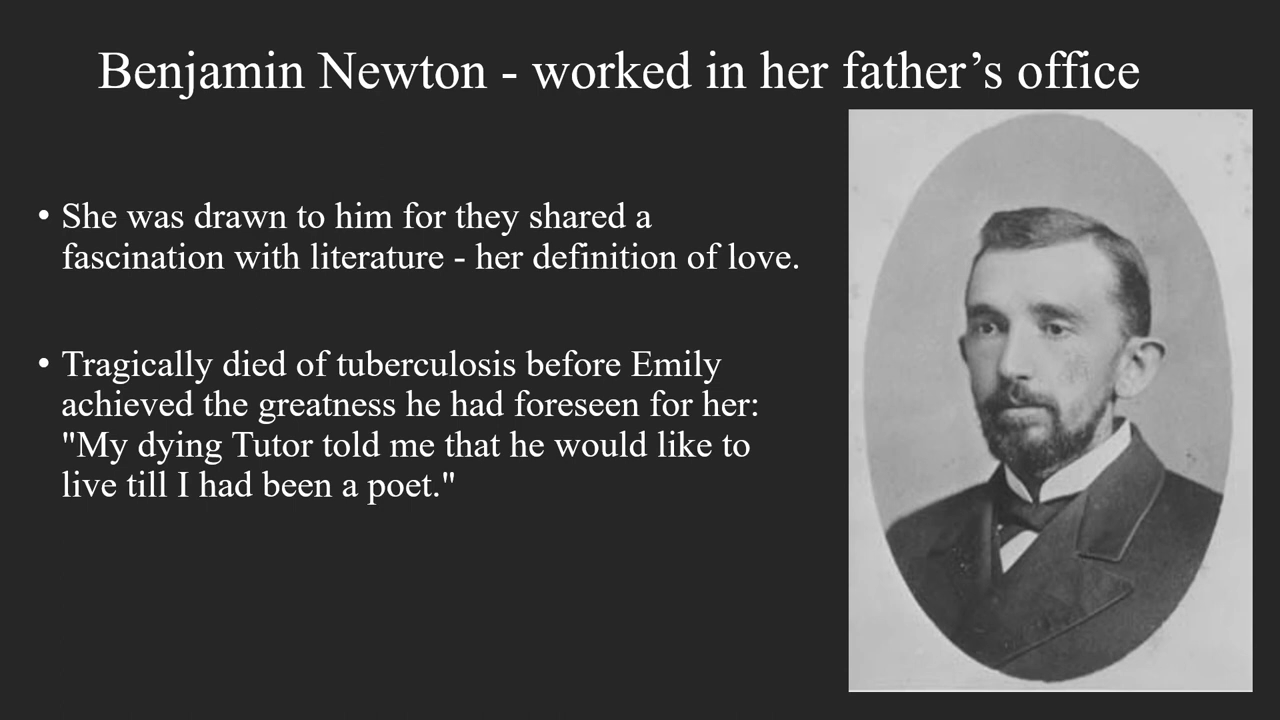 Benjamin Newton - worked in her father’s office
• She was drawn to him for they shared a
fascination with literature - her definition of love.
• Tragically died of tuberculosis before Emily
achieved the greatness he had foreseen for her:
"My dying Tutor told me that he would like to
live till I had been a poet."